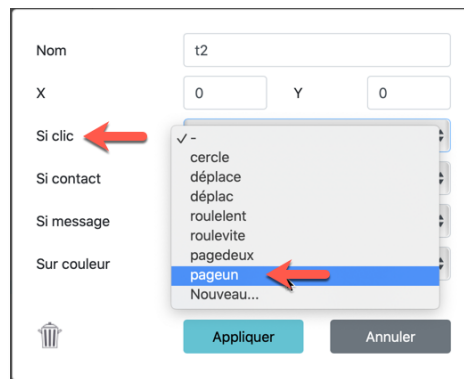 Nom t2
X 0 Y 0
Si clic ✓ -
cercle
déplace
Si contact
déplac
roulelent
Si message
roulevite
pagedeux
Sur couleur
pageun
Nouveau...
Appliquer Annuler